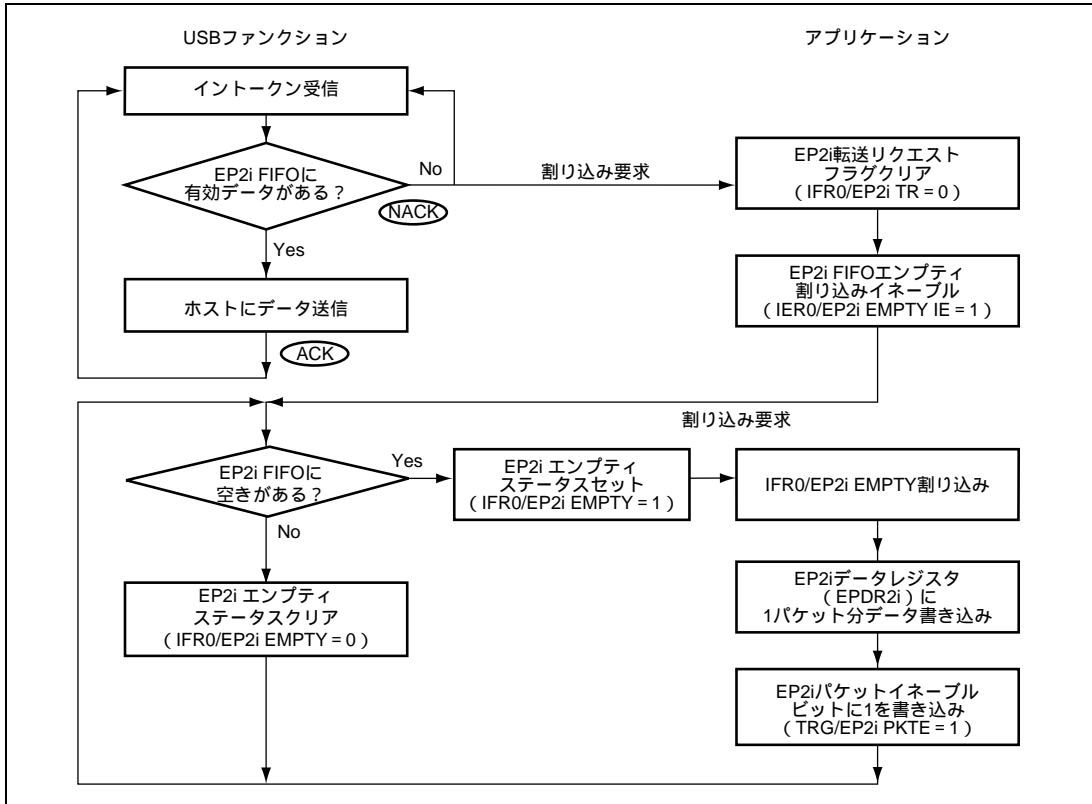 USBファンクション
アプリケーション
イントークン受信
EP2i FIFOに
有効データがある?
No
NACK
割り込み要求
EP2i転送リクエスト
フラグクリア
(IFR0/EP2i TR = 0)
Yes
ホストにデータ送信
ACK
EP2i FIFOエンプティ
割り込みイネーブル
(IER0/EP2i EMPTY IE = 1)
割り込み要求
EP2i FIFOに
空きがある?
Yes
EP2i エンプティ
ステータスセット
(IFR0/EP2i EMPTY = 1)
IFR0/EP2i EMPTY割り込み
No
EP2i エンプティ
ステータスクリア
(IFR0/EP2i EMPTY = 0)
EP2iデータレジスタ
(EPDR2i)に
1パケット分データ書き込み
EP2iパケットイネーブル
ビットに1を書き込み
(TRG/EP2i PKTE = 1)